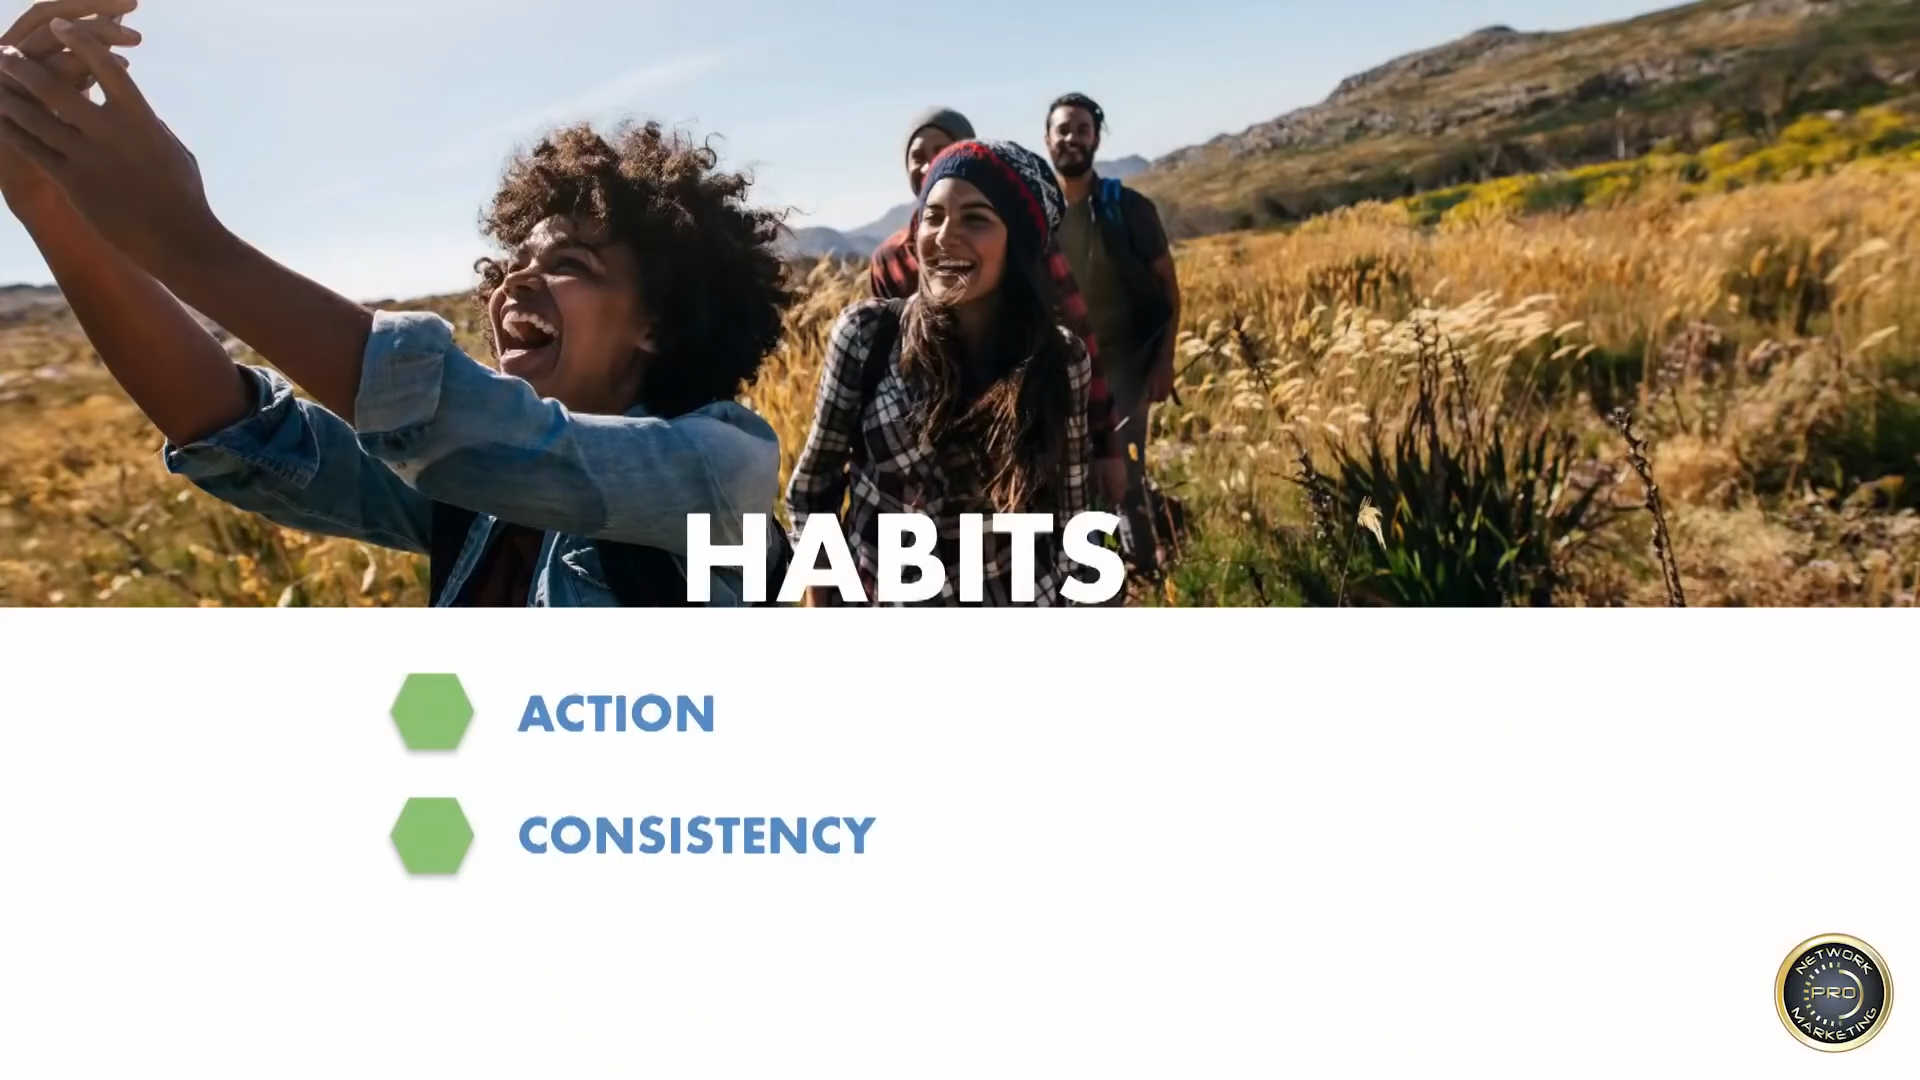 HABITS
ACTION
CONSISTENCY
NETWORK
PRO
MARKETING